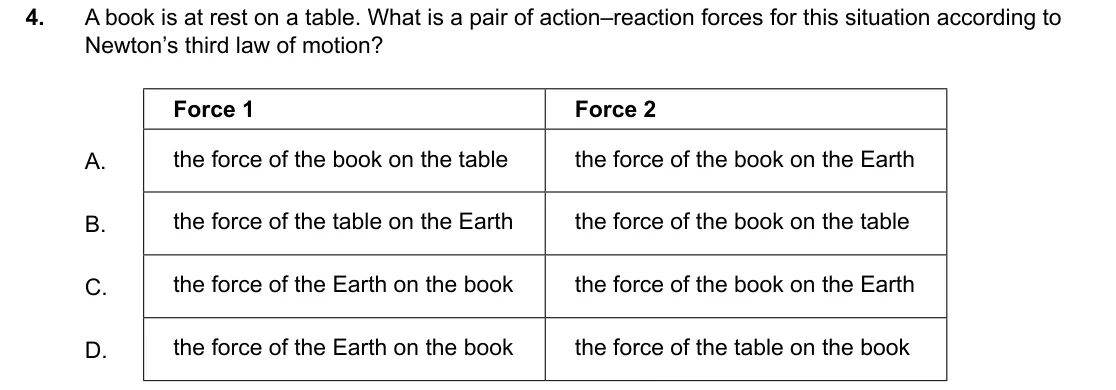 4. A book is at rest on a table. What is a pair of action–reaction forces for this situation according to
Newton’s third law of motion?
Force 1 Force 2
A. the force of the book on the table the force of the book on the Earth
B. the force of the table on the Earth the force of the book on the table
C. the force of the Earth on the book the force of the book on the Earth
D. the force of the Earth on the book the force of the table on the book